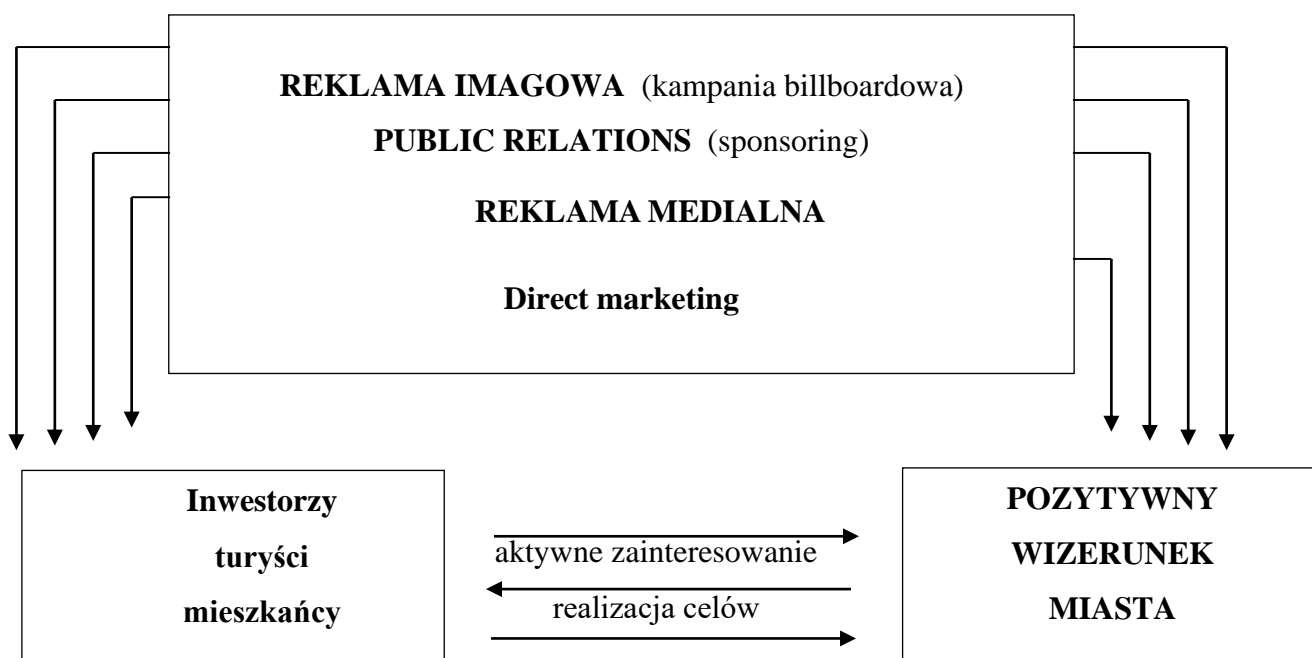 REKLAMA IMAGOWA (kampania billboardowa)
PUBLIC RELATIONS (sponsoring)
REKLAMA MEDIALNA
Direct marketing
Inwestorzy
turyści
mieszkańcy
aktywne zainteresowanie
realizacja celów
POZYTYWNY
WIZERUNEK
MIASTA